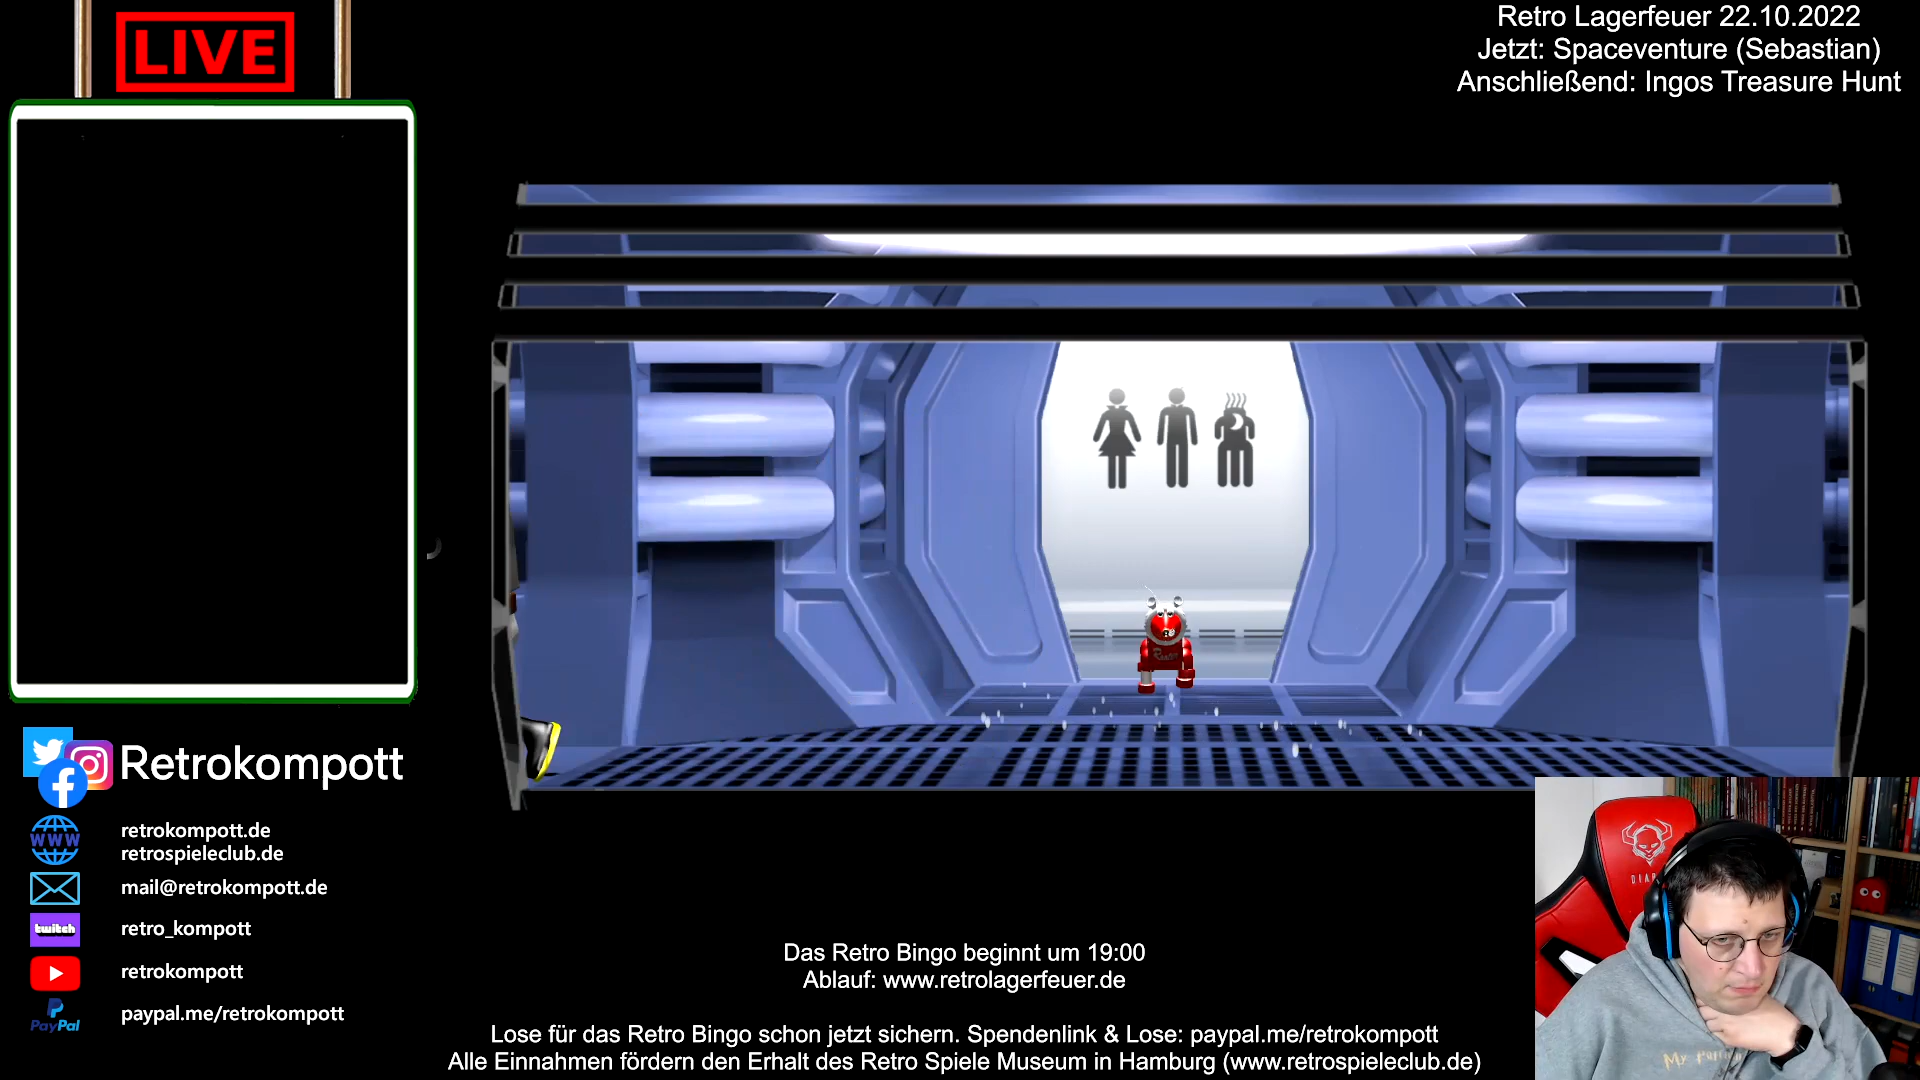 LIVE
Retro Lagerfeuer 22.10.2022
Jetzt: Spaceventure (Sebastian)
Anschließend: Ingos Treasure Hunt
Retrokompott
www
retrokompott.de
retrospieleclub.de
mail@retrokompott.de
twitch
retro_kompott
retrokompott
PayPal
paypal.me/retrokompott
Das Retro Bingo beginnt um 19:00
Ablauf: www.retrolagerfeuer.de
Lose für das Retro Bingo schon jetzt sichern. Spendenlink & Lose: paypal.me/retrokompott
Alle Einnahmen fördern den Erhalt des Retro Spiele Museum in Hamburg (www.retrospieleclub.de)